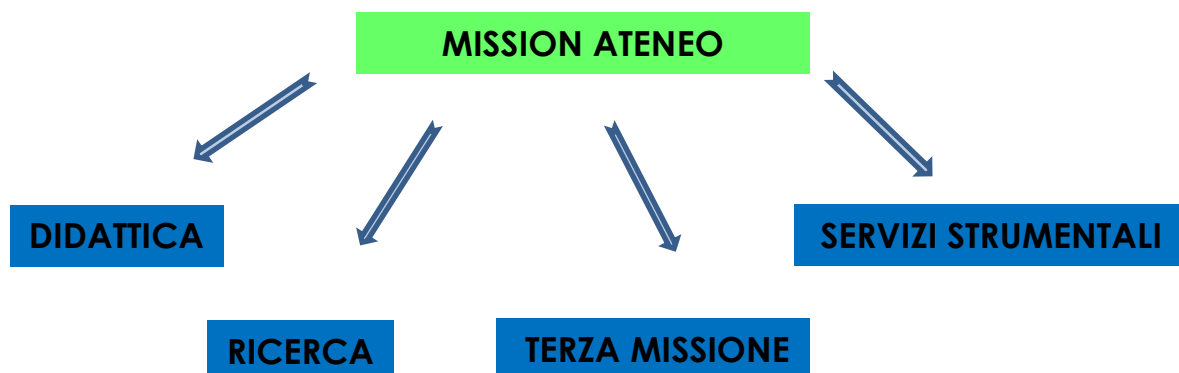 MISSION ATENEO
DIDATTICA
SERVIZI STRUMENTALI
RICERCA
TERZA MISSIONE